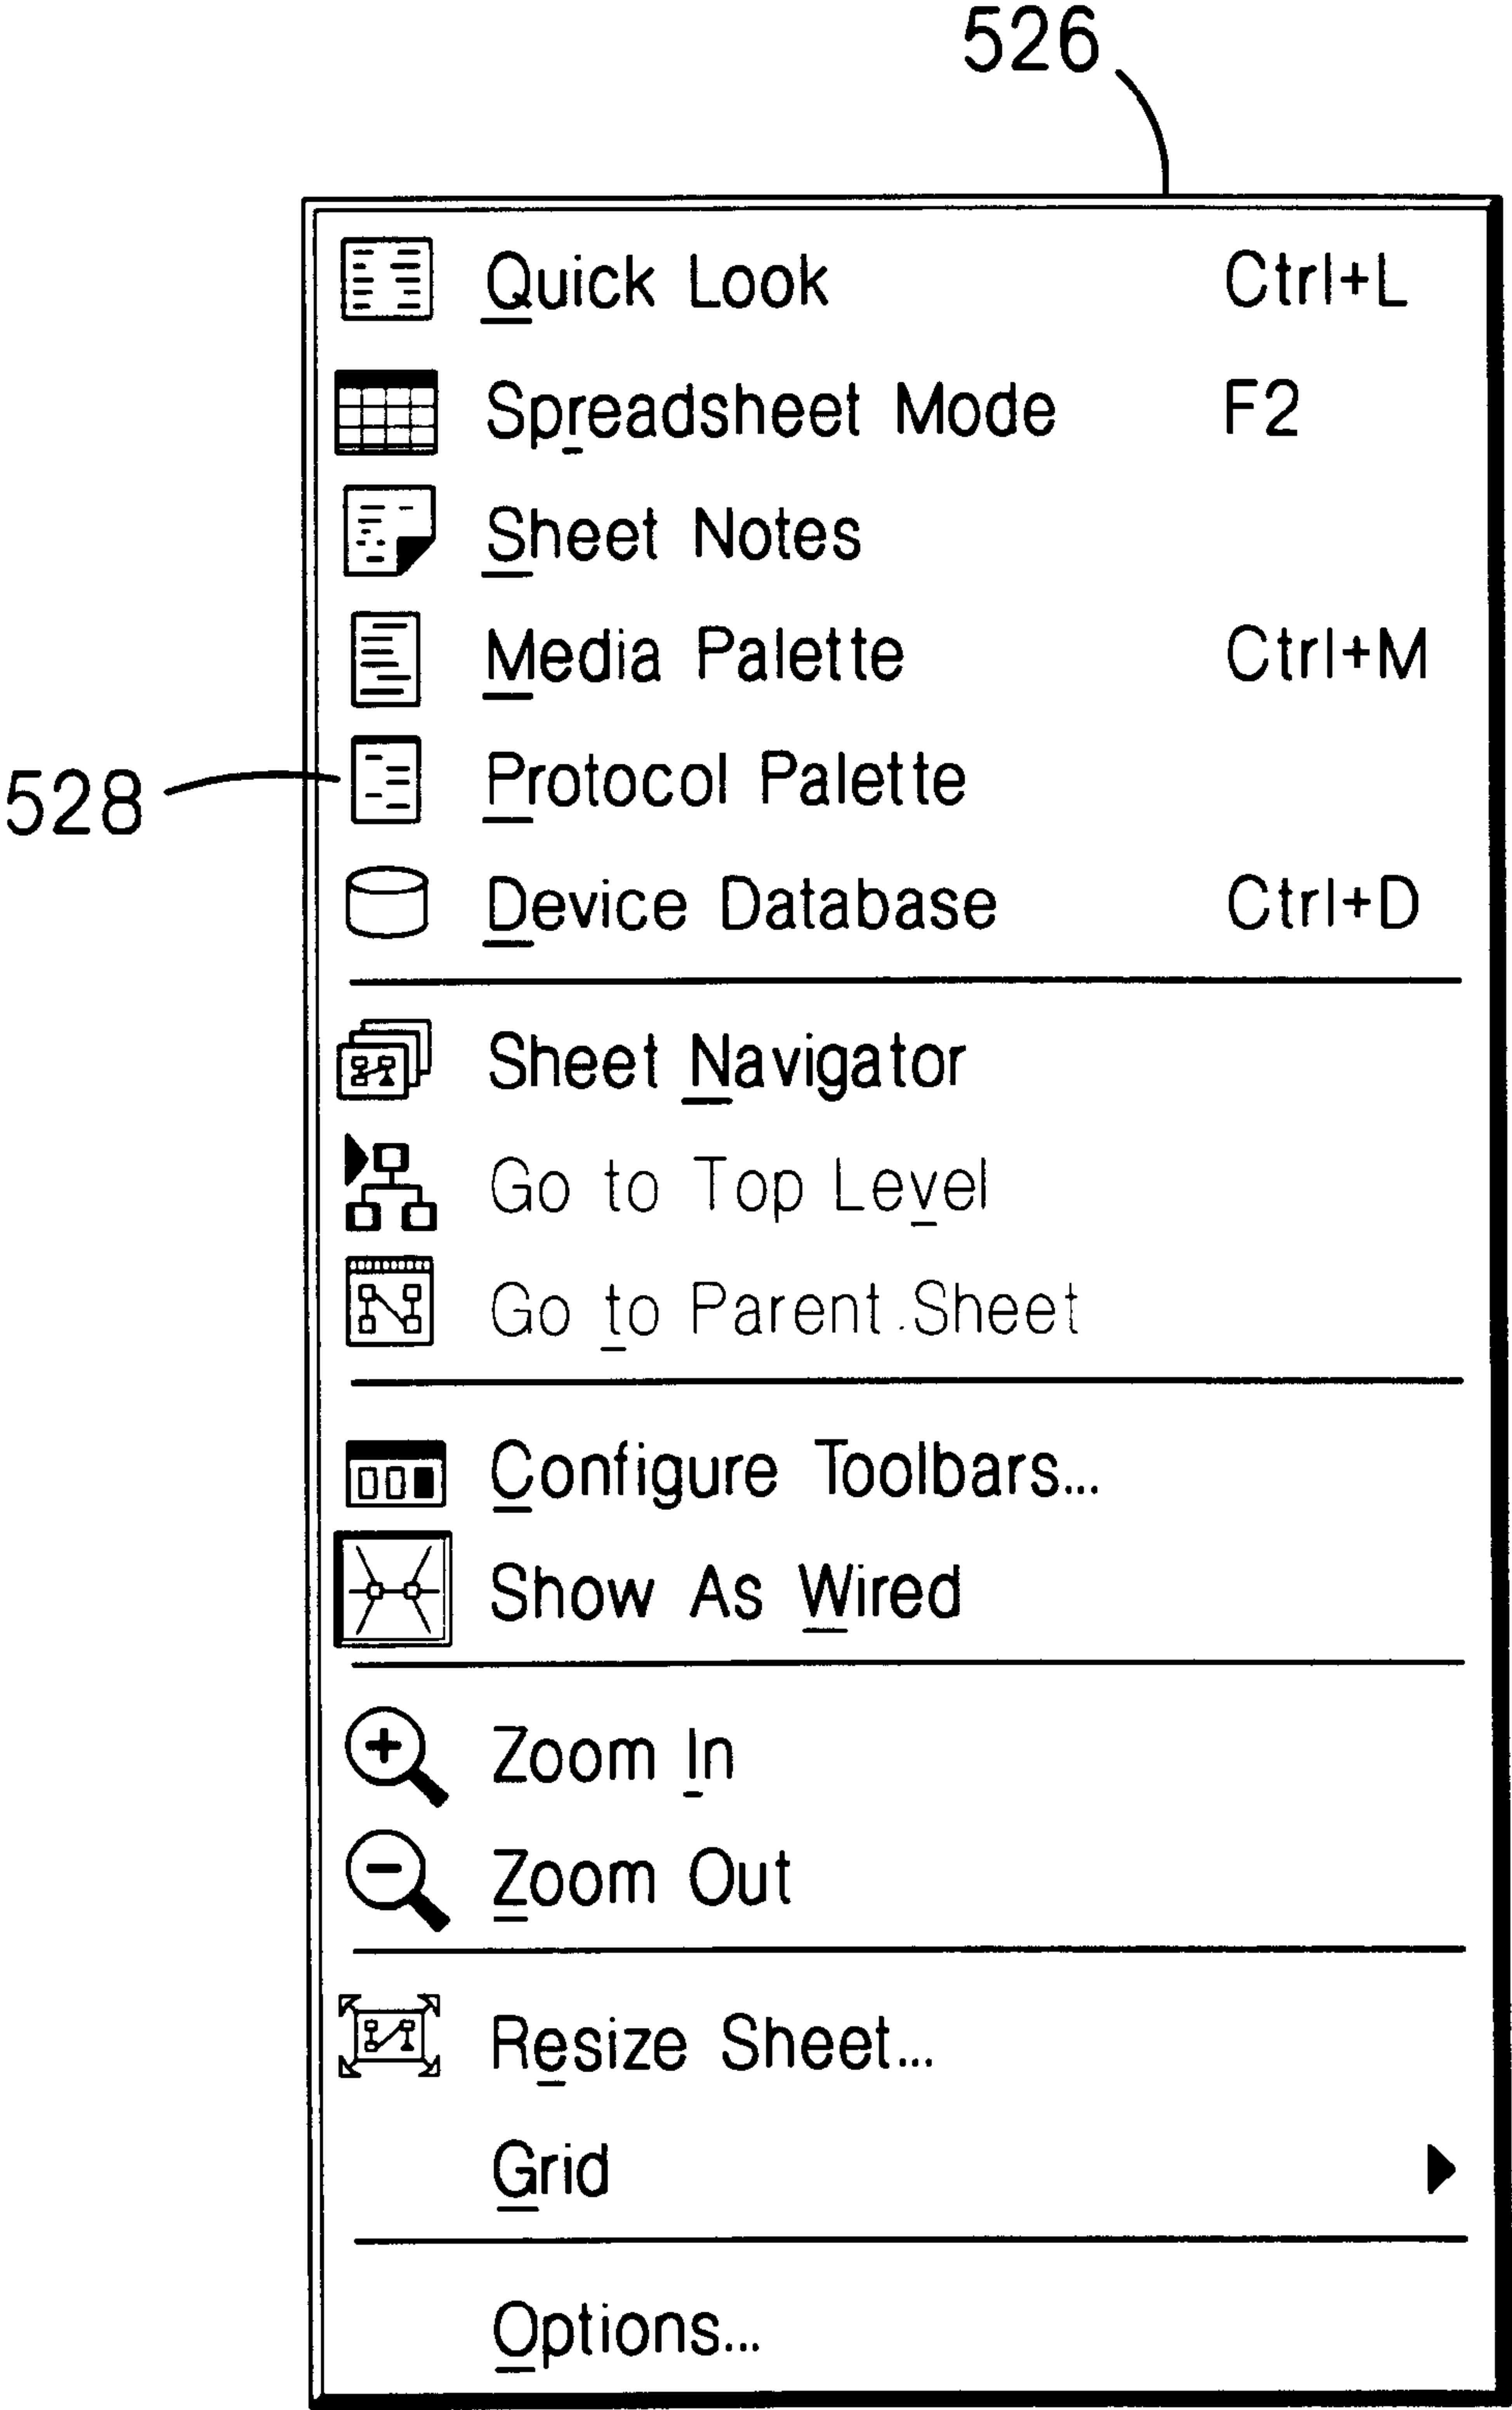 526
Quick Look Ctrl+L
Spreadsheet Mode F2
Sheet Notes
Media Palette Ctrl+M
528
Protocol Palette
Device Database Ctrl+D
Sheet Navigator
Go to Top Level
Go to Parent Sheet
Configure Toolbars...
Show As Wired
Zoom In
Zoom Out
Resize Sheet...
Grid
Options...